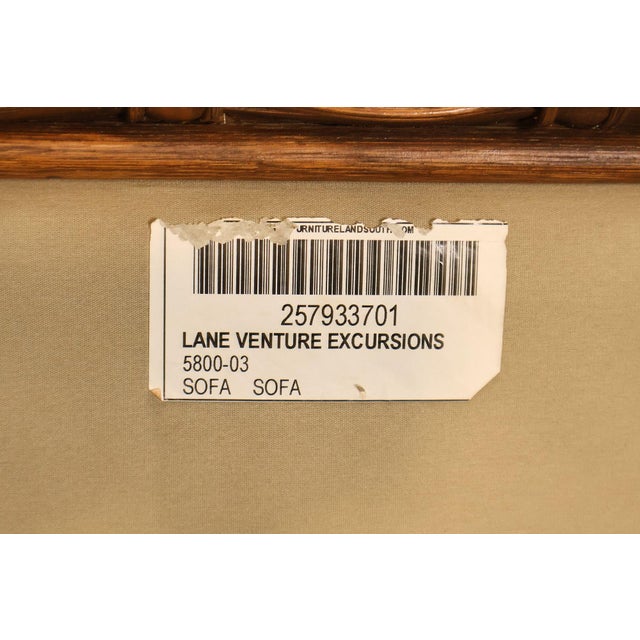 URNITURELANDSOUTH.COM
257933701
LANE VENTURE EXCURSIONS
5800-03
SOFA SOFA